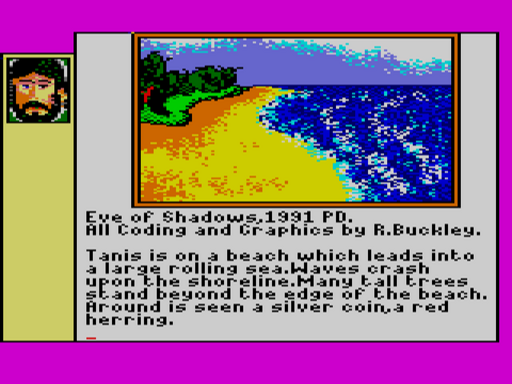 Eve of Shadows,1991 PD.
All Coding and Graphics by R.Buckley.
Tanis is on a beach which leads into
a large rolling sea.Waves crash
upon the shoreline.Many tall trees
stand beyond the edge of the beach.
Around is seen a silver coin,a red
herring.